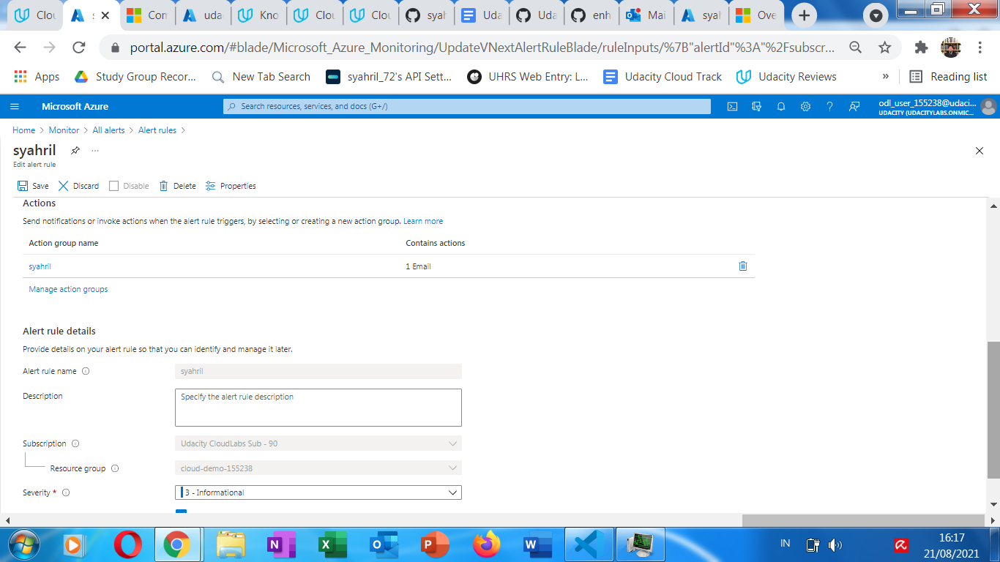 Clou
s
Com
uda
Kno
Clou
Clou
syah
Uda
Uda
enh
Mai
syah
Ove
portal.azure.com/#blade/Microsoft_Azure_Monitoring/UpdateVNextAlertRuleBlade/ruleInputs/%7B"alertId"%3A"%2Fsubscr...
Apps
Study Group Recor...
New Tab Search
syahril_72's API Sett...
UHRS Web Entry: L...
Udacity Cloud Track
Udacity Reviews
»
Reading list
Microsoft Azure
Search resources, services, and docs (G+/)
odl_user_155238@udaci...
UDACITY (UDACITYLABS.ONMIC...
Home > Monitor > All alerts > Alert rules >
syahril
...
Edit alert rule
Save
Discard
Disable
Delete
Properties
Actions
Send notifications or invoke actions when the alert rule triggers, by selecting or creating a new action group. Learn more
Action group name
Contains actions
syahril
1 Email
Manage action groups
Alert rule details
Provide details on your alert rule so that you can identify and manage it later.
Alert rule name
syahril
Description
Specify the alert rule description
Subscription
Udacity CloudLabs Sub - 90
Resource group
cloud-demo-155238
Severity *
3 - Informational
IN
16:17
21/08/2021